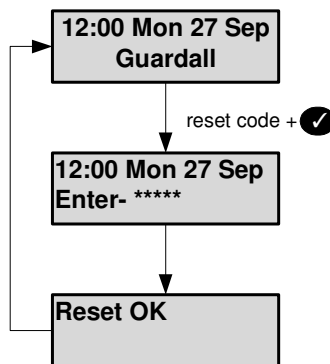 12:00 Mon 27 Sep
Guardall
reset code + ✓
12:00 Mon 27 Sep
Enter- *****
Reset OK